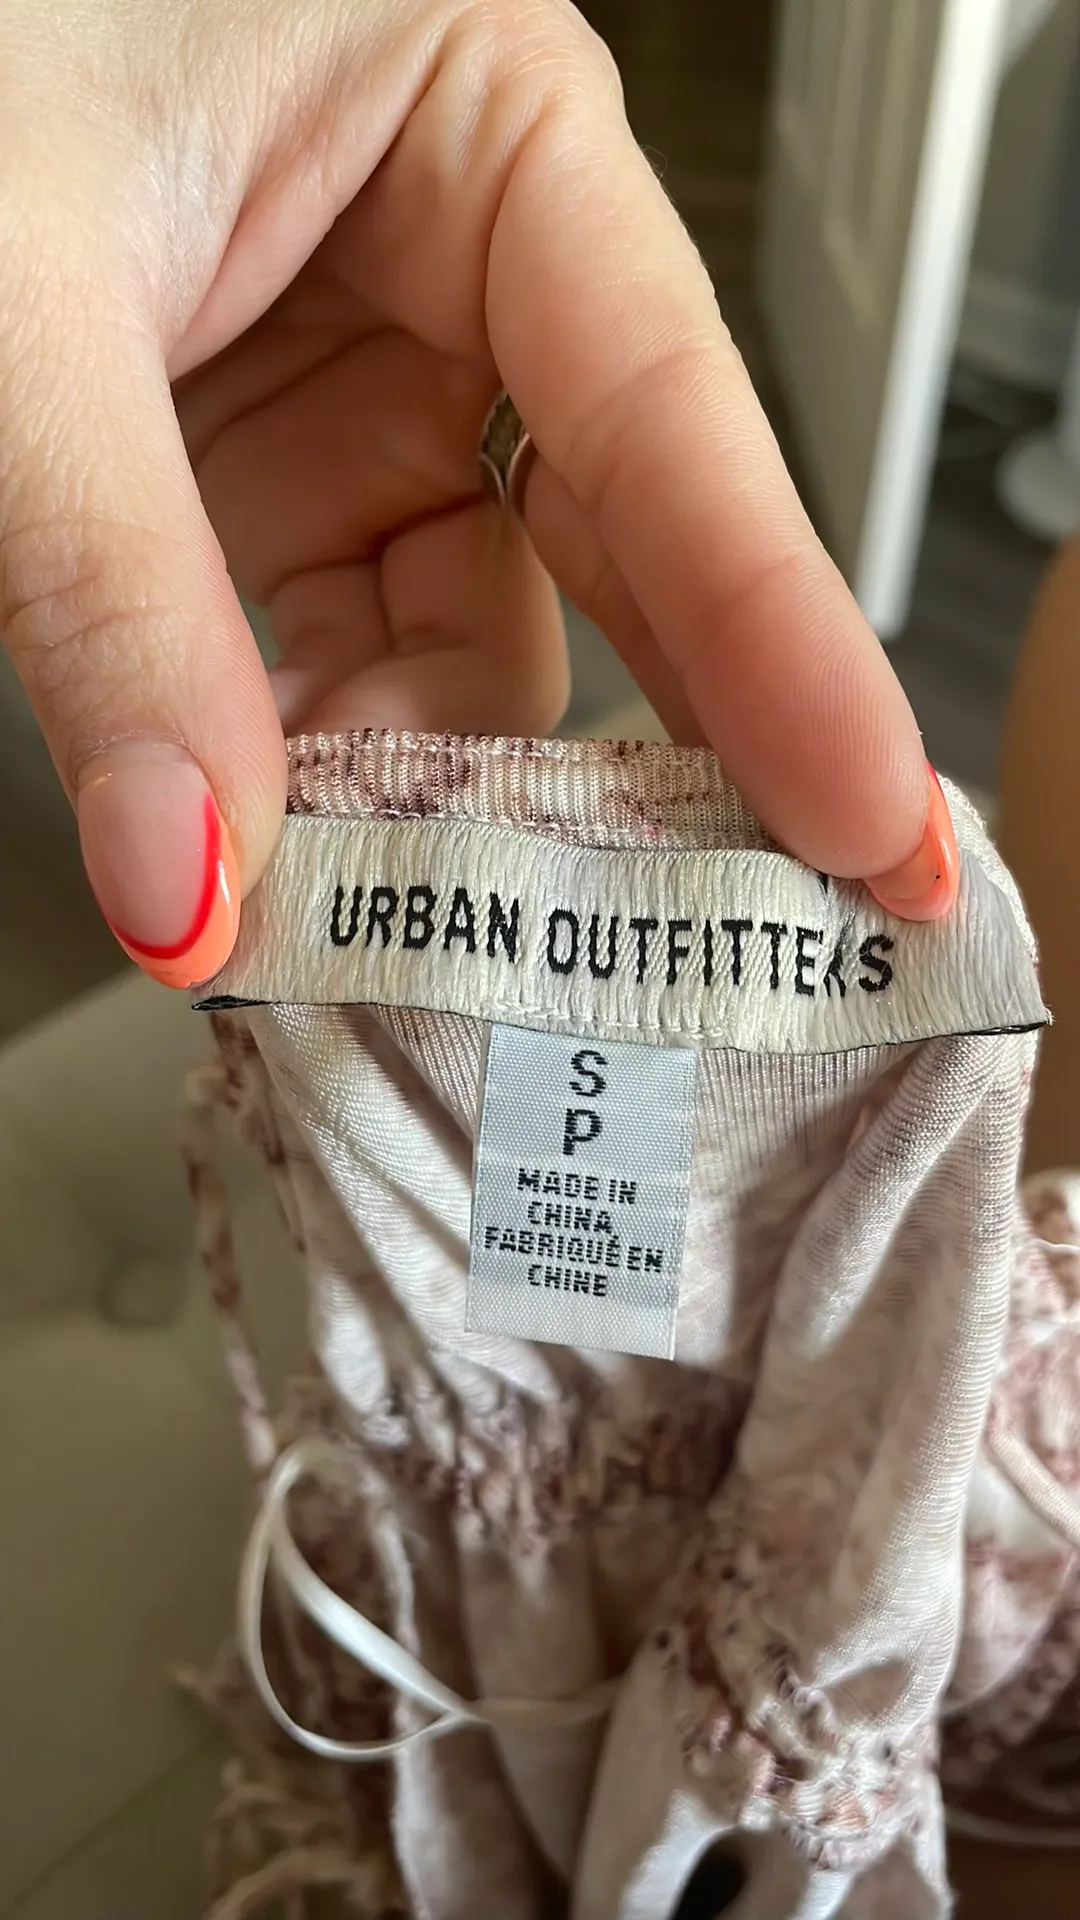 URBAN OUTFITTERS
S
P
MADE IN
CHINA,
FABRIQUÉ EN
CHINE